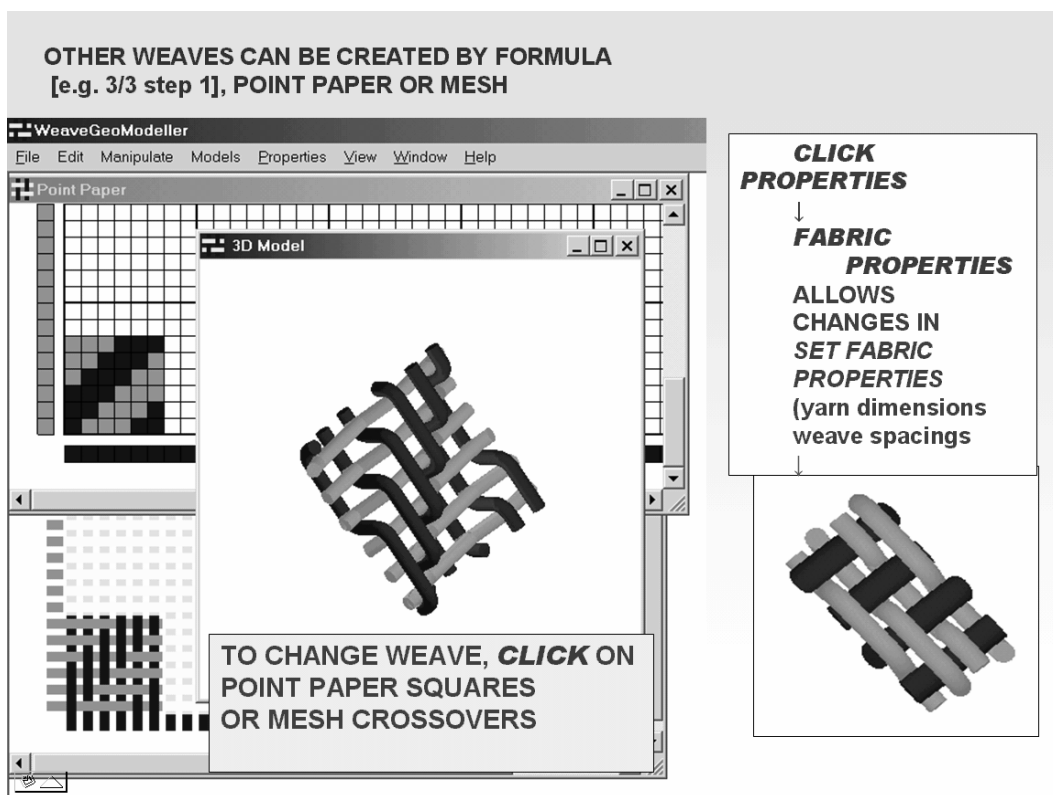 OTHER WEAVES CAN BE CREATED BY FORMULA
[e.g. 3/3 step 1], POINT PAPER OR MESH
WeaveGeoModeller
File Edit Manipulate Models Properties View Window Help
Point Paper
3D Model
TO CHANGE WEAVE, CLICK ON
POINT PAPER SQUARES
OR MESH CROSSOVERS
CLICK
PROPERTIES
↓
FABRIC
PROPERTIES
ALLOWS
CHANGES IN
SET FABRIC
PROPERTIES
(yarn dimensions
weave spacings
↓